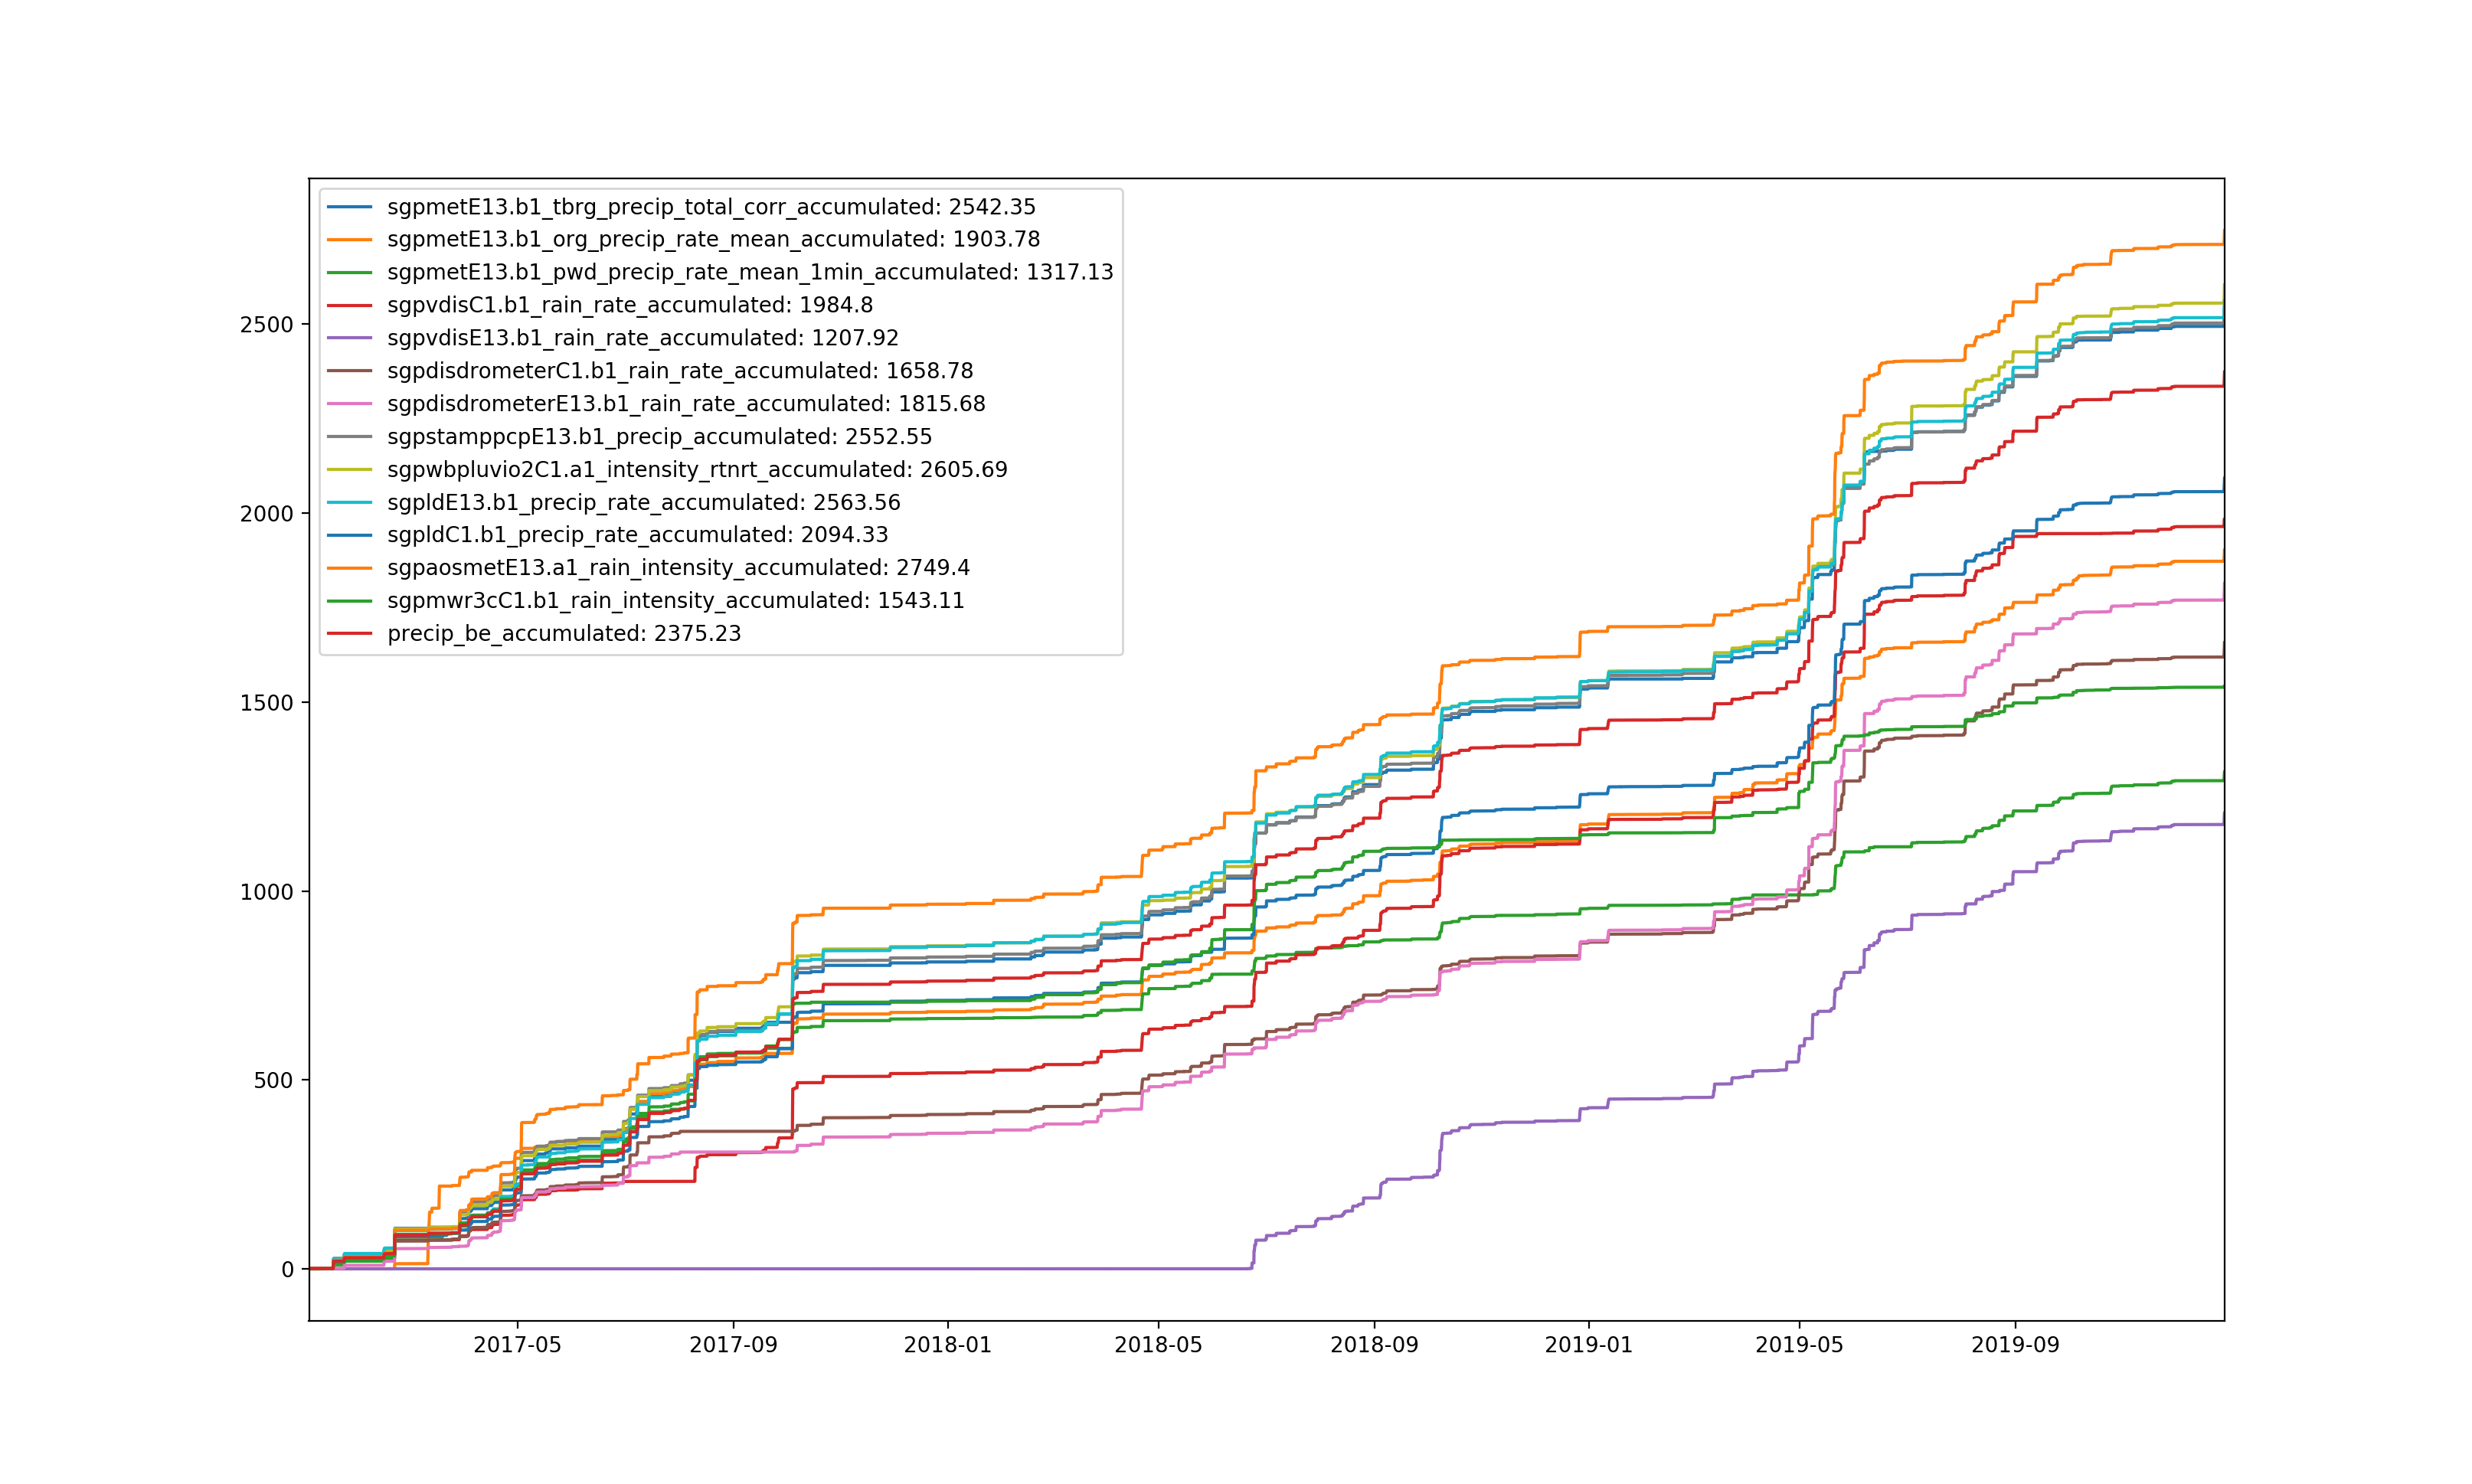 sgpmetE13.b1_tbrg_precip_total_corr_accumulated: 2542.35
sgpmetE13.b1_org_precip_rate_mean_accumulated: 1903.78
sgpmetE13.b1_pwd_precip_rate_mean_1min_accumulated: 1317.13
sgpvdisC1.b1_rain_rate_accumulated: 1984.8
sgpvdisE13.b1_rain_rate_accumulated: 1207.92
sgpdisdrometerC1.b1_rain_rate_accumulated: 1658.78
sgpdisdrometerE13.b1_rain_rate_accumulated: 1815.68
sgpstamppcpE13.b1_precip_accumulated: 2552.55
sgpwbpluvio2C1.a1_intensity_rtnrt_accumulated: 2605.69
sgpldE13.b1_precip_rate_accumulated: 2563.56
sgpldC1.b1_precip_rate_accumulated: 2094.33
sgpaosmetE13.a1_rain_intensity_accumulated: 2749.4
sgpmwr3cC1.b1_rain_intensity_accumulated: 1543.11
precip_be_accumulated: 2375.23
2500
2000
1500
1000
500
0
2017-05 2017-09 2018-01 2018-05 2018-09 2019-01 2019-05 2019-09